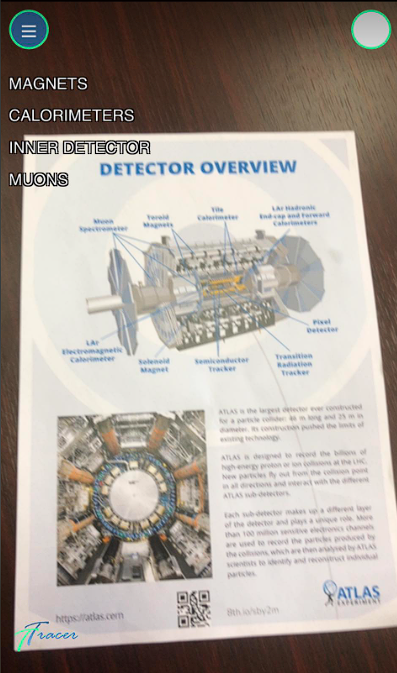 MAGNETS
CALORIMETERS
INNER DETECTOR
MUONS
DETECTOR OVERVIEW
Muon
Spectrometer
Toroid
Magnets
Tile
Calorimeter
LAr Hadronic
End-cap and Forward
Calorimeters
Pixel
Detector
LAr
Electromagnetic
Calorimeter
Solenoid
Magnet
Semiconductor
Tracker
Transition
Radiation
Tracker
ATLAS is the largest detector ever constructed
for a particle collider: 46 m long and 25 m in
diameter. Its construction pushed the limits of
existing technology.
ATLAS is designed to record the billions of
high-energy proton or ion collisions at the LHC.
New particles fly out from the collision point
in all directions and interact with the different
ATLAS sub-detectors.
Each sub-detector makes up a different layer
of the detector and plays a unique role. More
than 100 million sensitive electronics channels
are used to record the particles produced by
the collisions, which are then analysed by ATLAS
scientists to identify and reconstruct individual
particles.
ATLAS
EXPERIMENT
https://atlas.cern
Tracer